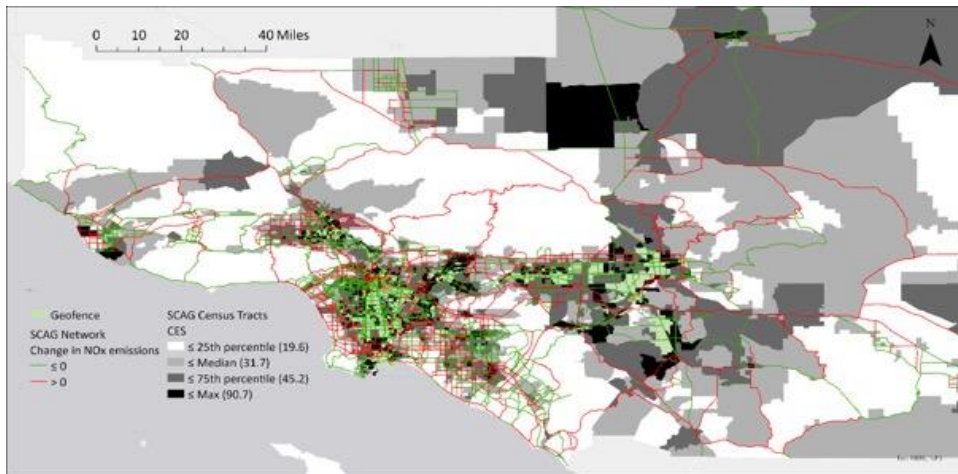 0 10 20 40 Miles
N
Geofence
SCAG Network
Change in NOx emissions
≤ 0
> 0
SCAG Census Tracts
CES
≤ 25th percentile (19.6)
≤ Median (31.7)
≤ 75th percentile (45.2)
≤ Max (90.7)